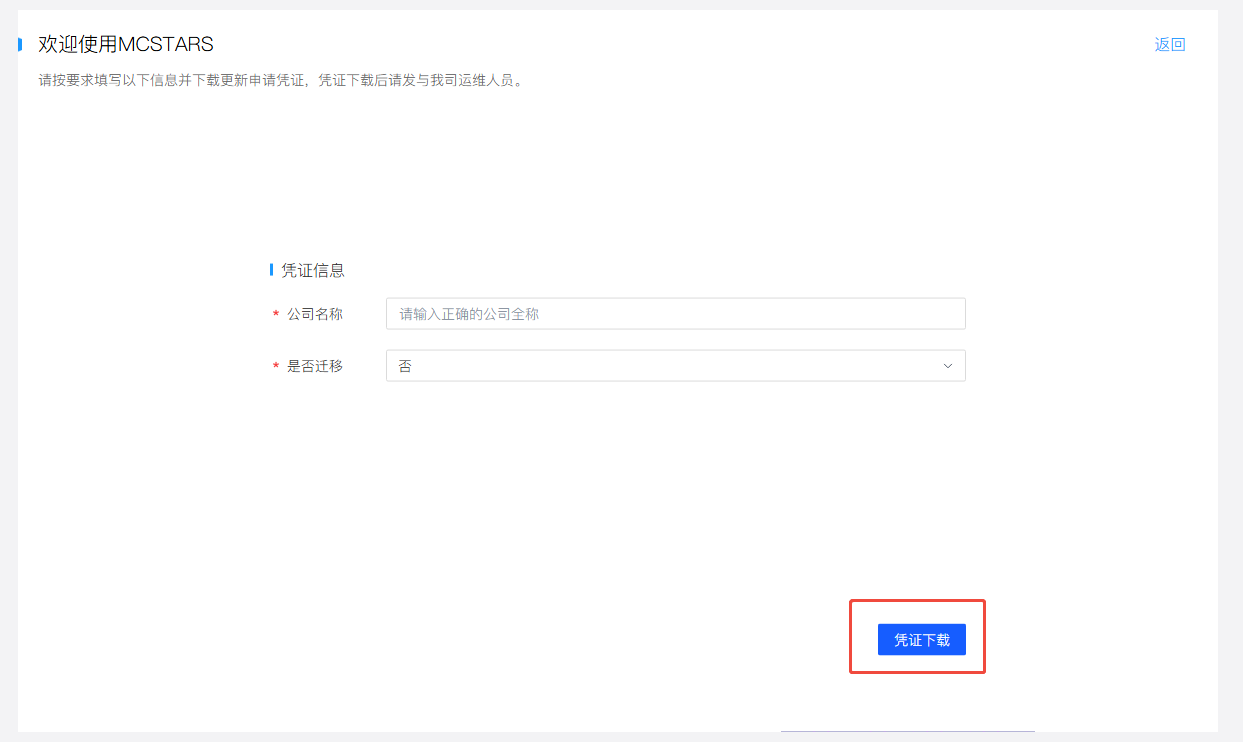 欢迎使用MCSTARS
返回
请按要求填写以下信息并下载更新申请凭证，凭证下载后请发与我司运维人员。
凭证信息
* 公司名称
请输入正确的公司全称
* 是否迁移
否
凭证下载